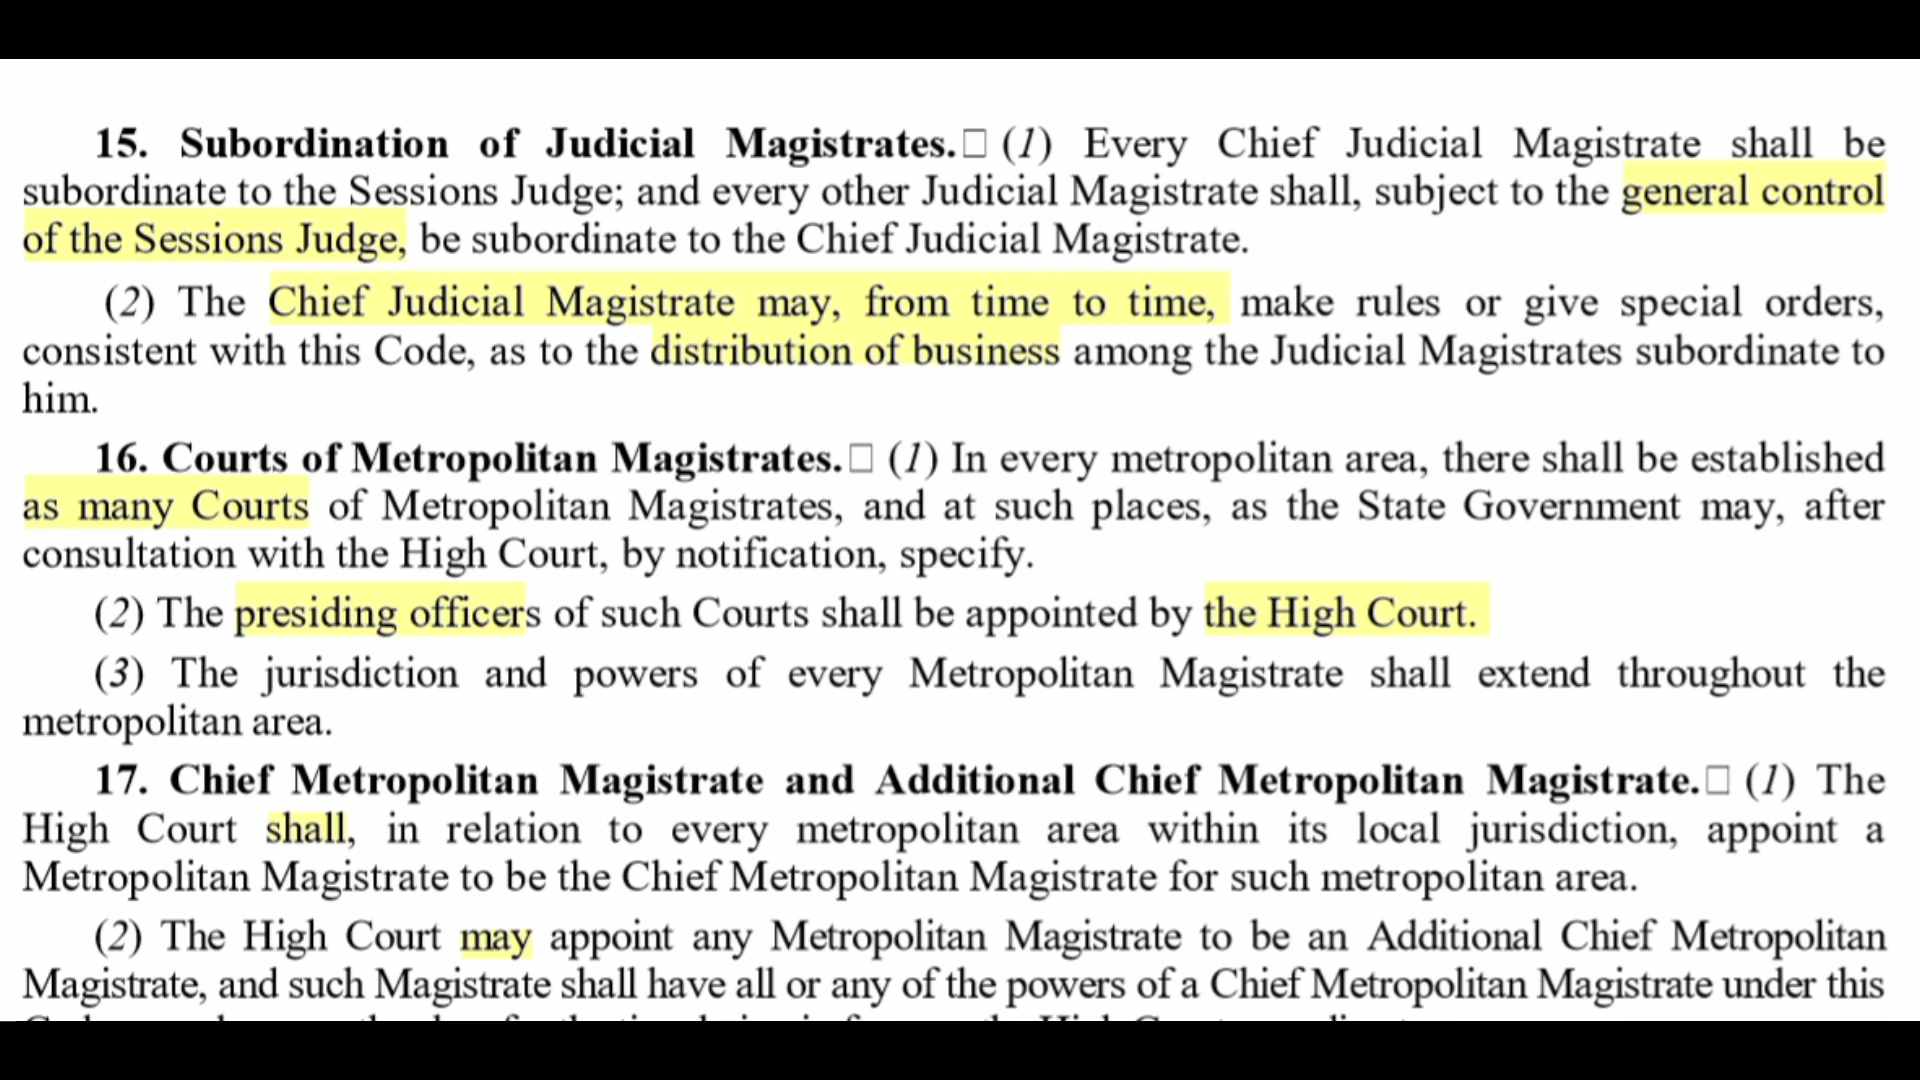 15. Subordination of Judicial Magistrates.□ (1) Every Chief Judicial Magistrate shall be
subordinate to the Sessions Judge; and every other Judicial Magistrate shall, subject to the general control
of the Sessions Judge, be subordinate to the Chief Judicial Magistrate.
(2) The Chief Judicial Magistrate may, from time to time, make rules or give special orders,
consistent with this Code, as to the distribution of business among the Judicial Magistrates subordinate to
him.
16. Courts of Metropolitan Magistrates.□ (1) In every metropolitan area, there shall be established
as many Courts of Metropolitan Magistrates, and at such places, as the State Government may, after
consultation with the High Court, by notification, specify.
(2) The presiding officers of such Courts shall be appointed by the High Court.
(3) The jurisdiction and powers of every Metropolitan Magistrate shall extend throughout the
metropolitan area.
17. Chief Metropolitan Magistrate and Additional Chief Metropolitan Magistrate.□ (1) The
High Court shall, in relation to every metropolitan area within its local jurisdiction, appoint a
Metropolitan Magistrate to be the Chief Metropolitan Magistrate for such metropolitan area.
(2) The High Court may appoint any Metropolitan Magistrate to be an Additional Chief Metropolitan
Magistrate, and such Magistrate shall have all or any of the powers of a Chief Metropolitan Magistrate under this